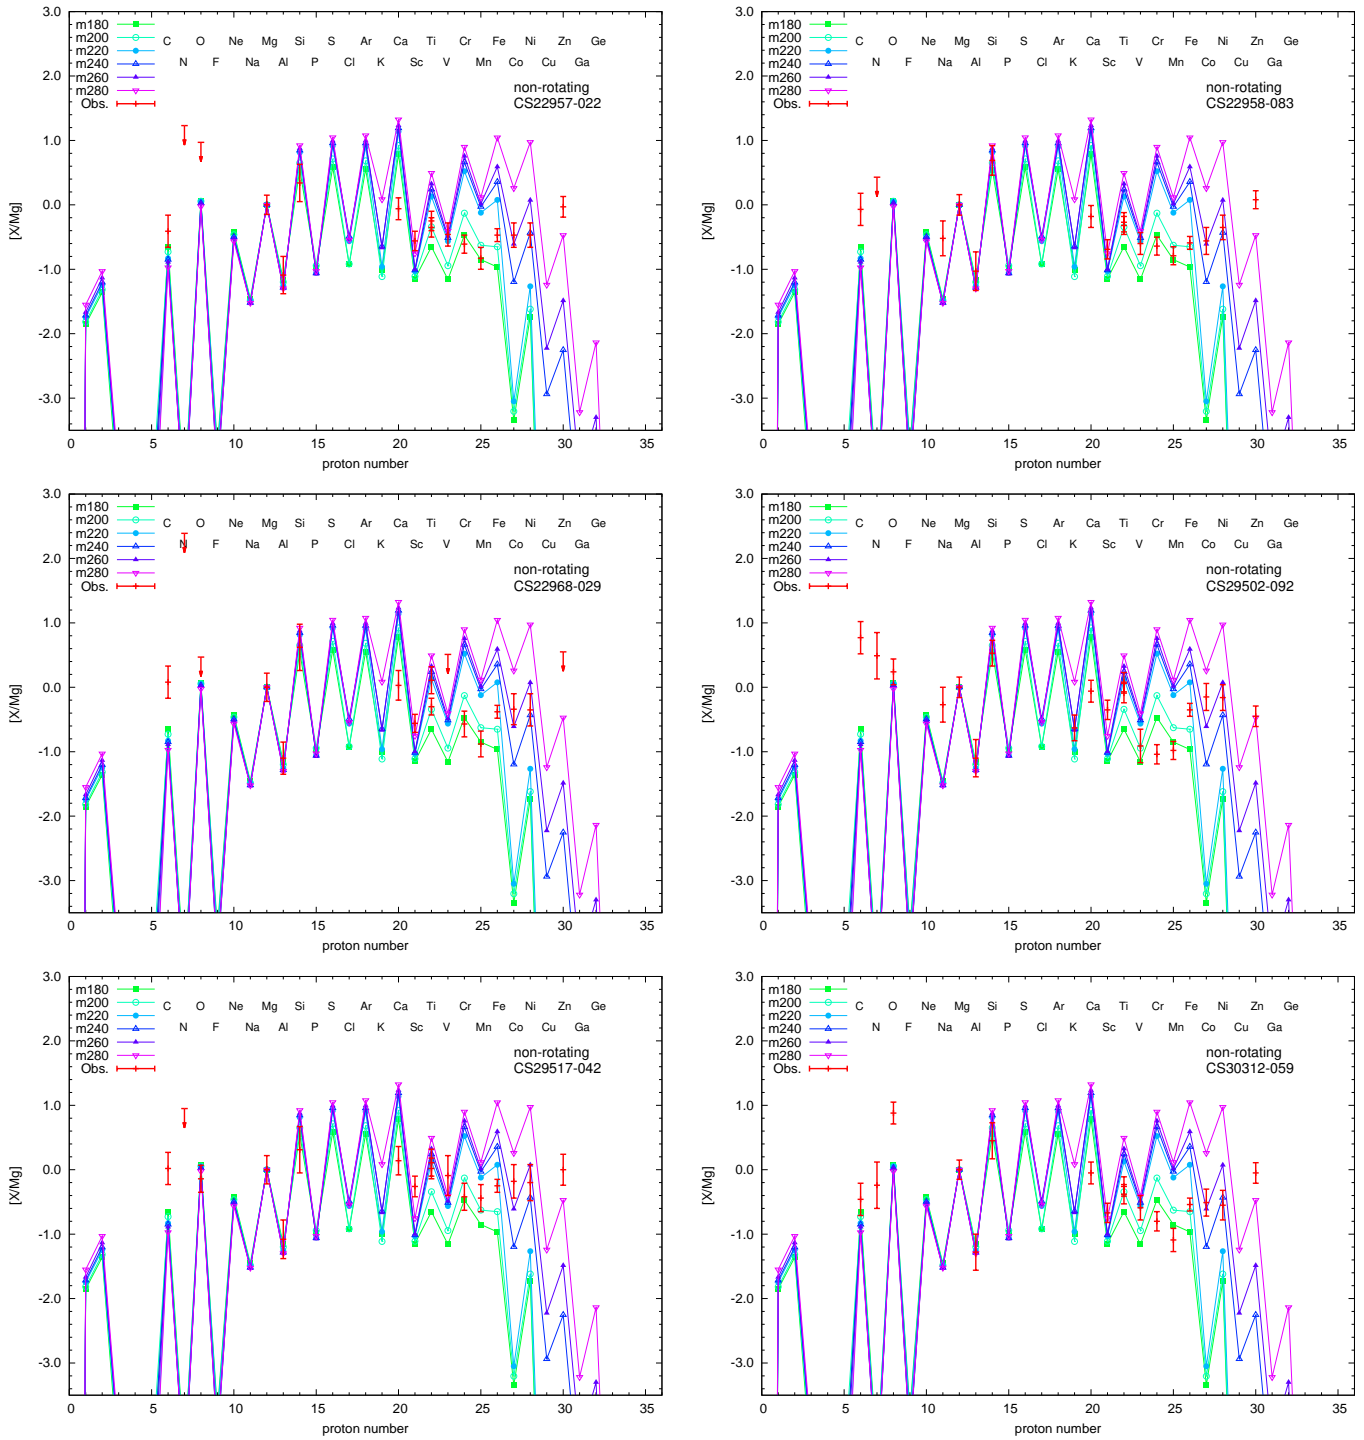 3.0
2.0
1.0
0.0
-1.0
-2.0
-3.0
[X/Mg]
m180
m200
m220
m240
m260
m280
Obs.
C O Ne Mg Si S Ar Ca Ti Cr Fe Ni Zn Ge
N F Na Al P Cl K Sc V Mn Co Cu Ga
non-rotating
CS22957-022
0 5 10 15 20 25 30 35
proton number
3.0
2.0
1.0
0.0
-1.0
-2.0
-3.0
[X/Mg]
m180
m200
m220
m240
m260
m280
Obs.
C O Ne Mg Si S Ar Ca Ti Cr Fe Ni Zn Ge
N F Na Al P Cl K Sc V Mn Co Cu Ga
non-rotating
CS22958-083
0 5 10 15 20 25 30 35
proton number
3.0
2.0
1.0
0.0
-1.0
-2.0
-3.0
[X/Mg]
m180
m200
m220
m240
m260
m280
Obs.
C O Ne Mg Si S Ar Ca Ti Cr Fe Ni Zn Ge
N F Na Al P Cl K Sc V Mn Co Cu Ga
non-rotating
CS22968-029
0 5 10 15 20 25 30 35
proton number
3.0
2.0
1.0
0.0
-1.0
-2.0
-3.0
[X/Mg]
m180
m200
m220
m240
m260
m280
Obs.
C O Ne Mg Si S Ar Ca Ti Cr Fe Ni Zn Ge
N F Na Al P Cl K Sc V Mn Co Cu Ga
non-rotating
CS29502-092
0 5 10 15 20 25 30 35
proton number
3.0
2.0
1.0
0.0
-1.0
-2.0
-3.0
[X/Mg]
m180
m200
m220
m240
m260
m280
Obs.
C O Ne Mg Si S Ar Ca Ti Cr Fe Ni Zn Ge
N F Na Al P Cl K Sc V Mn Co Cu Ga
non-rotating
CS29517-042
0 5 10 15 20 25 30 35
proton number
3.0
2.0
1.0
0.0
-1.0
-2.0
-3.0
[X/Mg]
m180
m200
m220
m240
m260
m280
Obs.
C O Ne Mg Si S Ar Ca Ti Cr Fe Ni Zn Ge
N F Na Al P Cl K Sc V Mn Co Cu Ga
non-rotating
CS30312-059
0 5 10 15 20 25 30 35
proton number